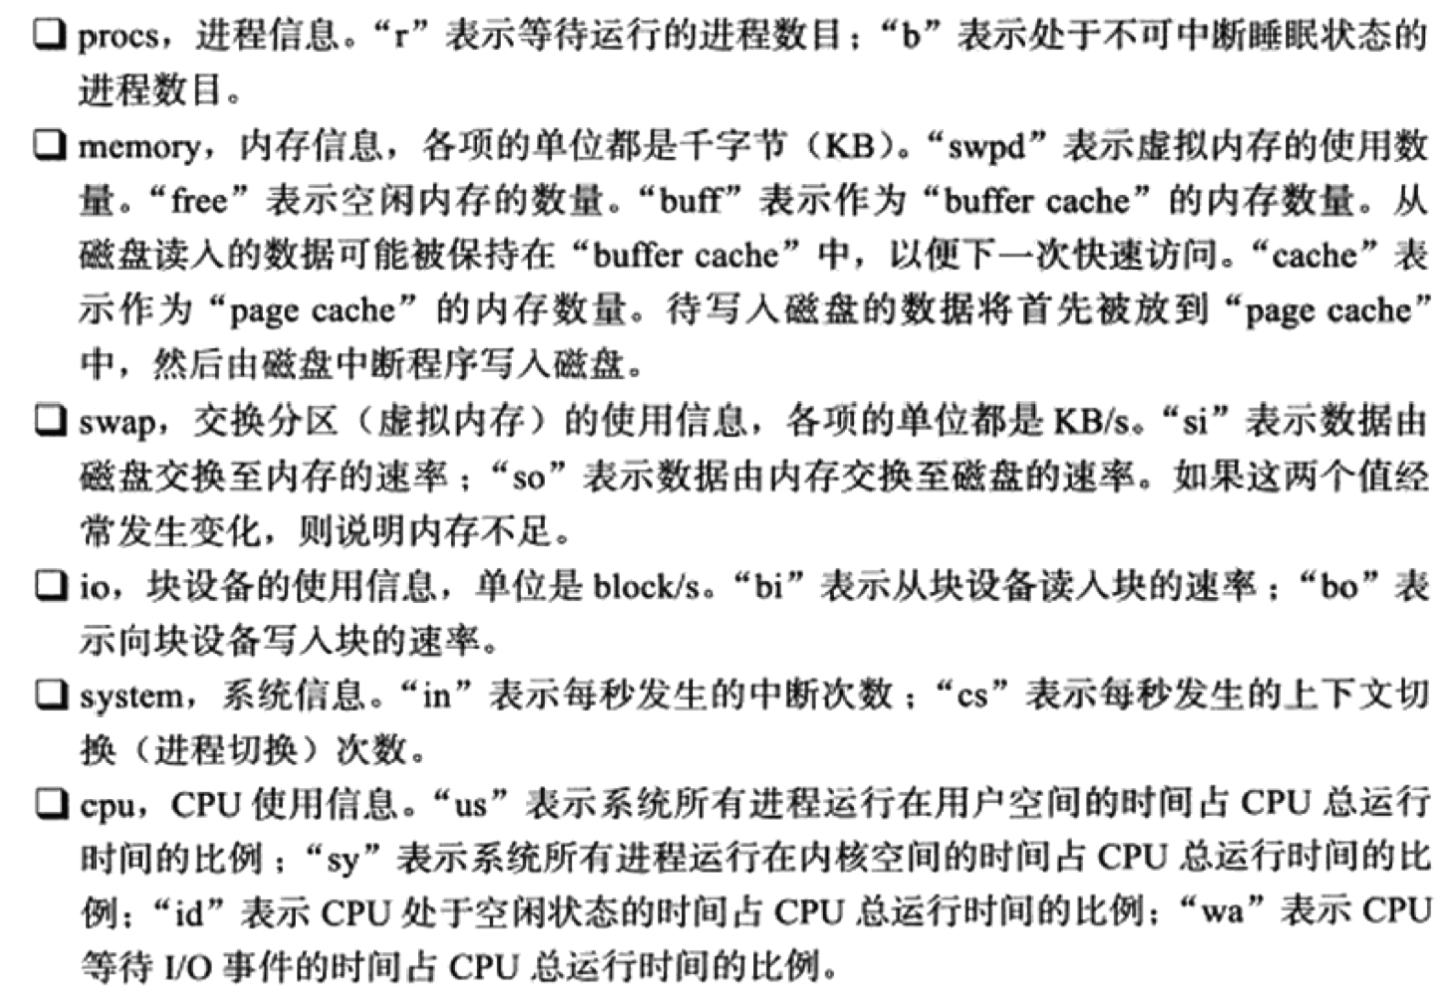 ❑ procs，进程信息。“r”表示等待运行的进程数目；“b”表示处于不可中断睡眠状态的
进程数目。
❑ memory，内存信息，各项的单位都是千字节（KB）。“swpd”表示虚拟内存的使用数
量。“free”表示空闲内存的数量。“buff”表示作为“buffer cache”的内存数量。从
磁盘读入的数据可能被保持在“buffer cache”中，以便下一次快速访问。“cache”表
示作为“page cache”的内存数量。待写入磁盘的数据将首先被放到“page cache”
中，然后由磁盘中断程序写入磁盘。
❑ swap，交换分区（虚拟内存）的使用信息，各项的单位都是 KB/s。“si”表示数据由
磁盘交换至内存的速率；“so”表示数据由内存交换至磁盘的速率。如果这两个值经
常发生变化，则说明内存不足。
❑ io，块设备的使用信息，单位是 block/s。“bi”表示从块设备读入块的速率；“bo”表
示向块设备写入块的速率。
❑ system，系统信息。“in”表示每秒发生的中断次数；“cs”表示每秒发生的上下文切
换（进程切换）次数。
❑ cpu，CPU 使用信息。“us”表示系统所有进程运行在用户空间的时间占 CPU 总运行
时间的比例；“sy”表示系统所有进程运行在内核空间的时间占 CPU 总运行时间的比
例；“id”表示 CPU 处于空闲状态的时间占 CPU 总运行时间的比例；“wa”表示 CPU
等待 I/O 事件的时间占 CPU 总运行时间的比例。